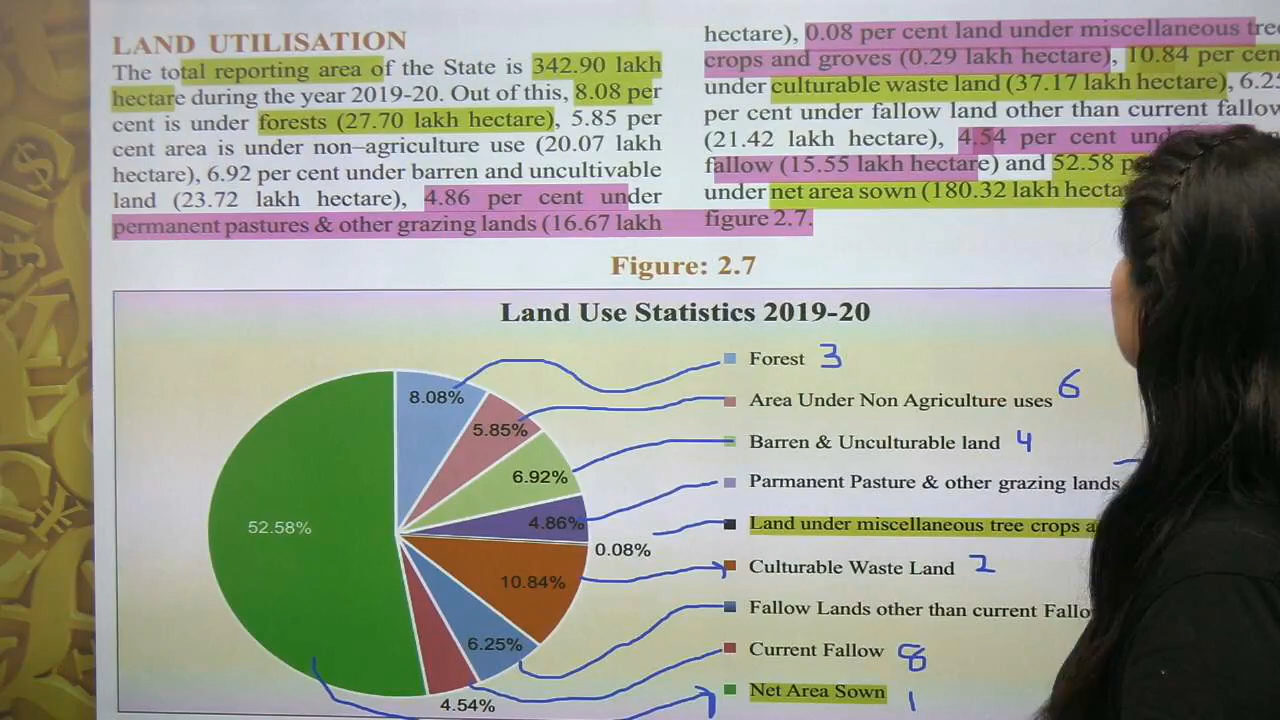 LAND UTILISATION
The total reporting area of the State is 342.90 lakh
hectare during the year 2019-20. Out of this, 8.08 per
cent is under forests (27.70 lakh hectare), 5.85 per
cent area is under non–agriculture use (20.07 lakh
hectare), 6.92 per cent under barren and uncultivable
land (23.72 lakh hectare), 4.86 per cent under
permanent pastures & other grazing lands (16.67 lakh
hectare), 0.08 per cent land under miscellaneous tree
crops and groves (0.29 lakh hectare), 10.84 per cen
under culturable waste land (37.17 lakh hectare), 6.25
per cent under fallow land other than current fallow
(21.42 lakh hectare), 4.54 per cent und
fallow (15.55 lakh hectare) and 52.58 p
under net area sown (180.32 lakh hecta
figure 2.7.
Figure: 2.7
Land Use Statistics 2019-20
8.08%
5.85%
6.92%
4.86%
0.08%
10.84%
6.25%
4.54%
52.58%
Forest 3
Area Under Non Agriculture uses 6
Barren & Unculturable land 4
Parmanent Pasture & other grazing lands
Land under miscellaneous tree crops a
Culturable Waste Land 2
Fallow Lands other than current Fallo
Current Fallow 8
Net Area Sown 1